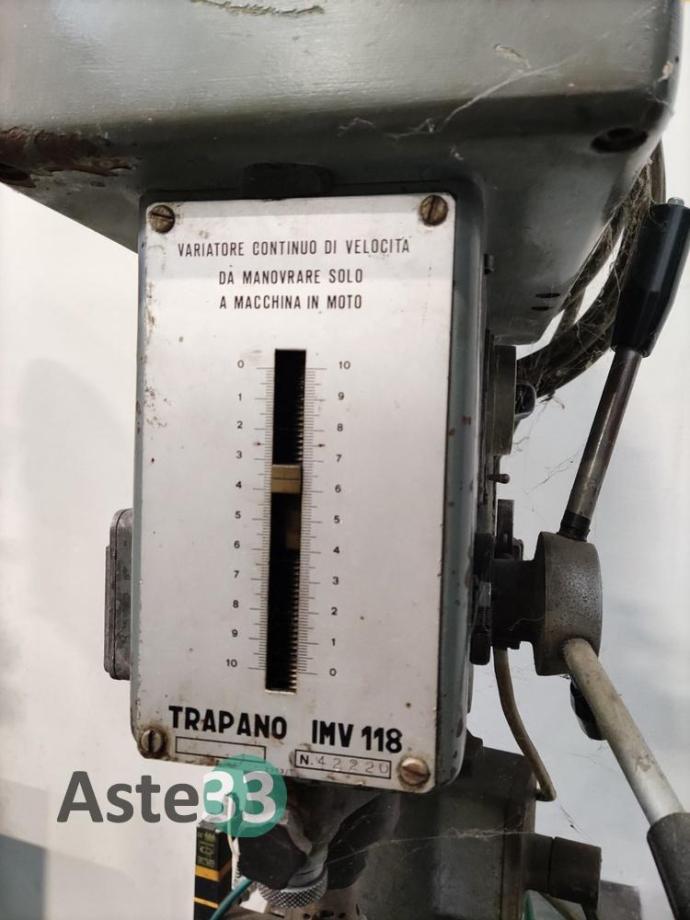 VARIATORE CONTINUO DI VELOCITA
DA MANOVRARE SOLO
A MACCHINA IN MOTO
0 10
1 9
2 8
3 7
4 6
5 5
6 4
7 3
8 2
9 1
10 0
TRAPANO IMV 118
N. 42220
Aste33